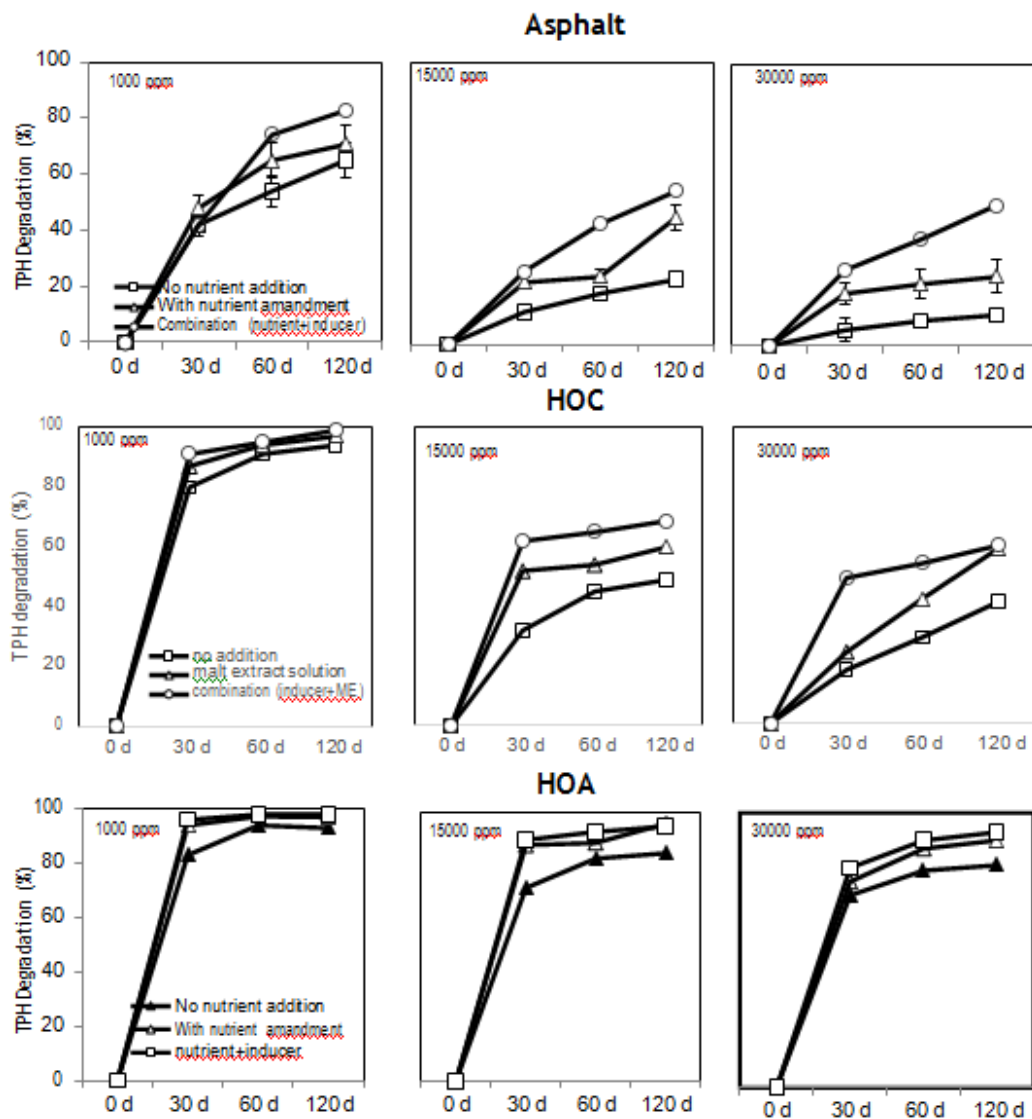 Asphalt
TPH Degradation (%)
100
80
60
40
20
0
1000 ppm
15000 ppm
30000 ppm
No nutrient addition
With nutrient amandment
Combination (nutrient+inducer)
0 d 30 d 60 d 120 d
0 d 30 d 60 d 120 d
0 d 30 d 60 d 120 d
HOC
TPH degradation (%)
100
80
60
40
20
0
1000 ppm
15000 ppm
30000 ppm
no addition
malt extract solution
combination (inducer+ME)
0 d 30 d 60 d 120 d
0 d 30 d 60 d 120 d
0 d 30 d 60 d 120 d
HOA
TPH Degradation (%)
100
80
60
40
20
0
1000 ppm
15000 ppm
30000 ppm
No nutrient addition
With nutrient amandment
nutrient+inducer
0 d 30 d 60 d 120 d
0 d 30 d 60 d 120 d
0 d 30 d 60 d 120 d